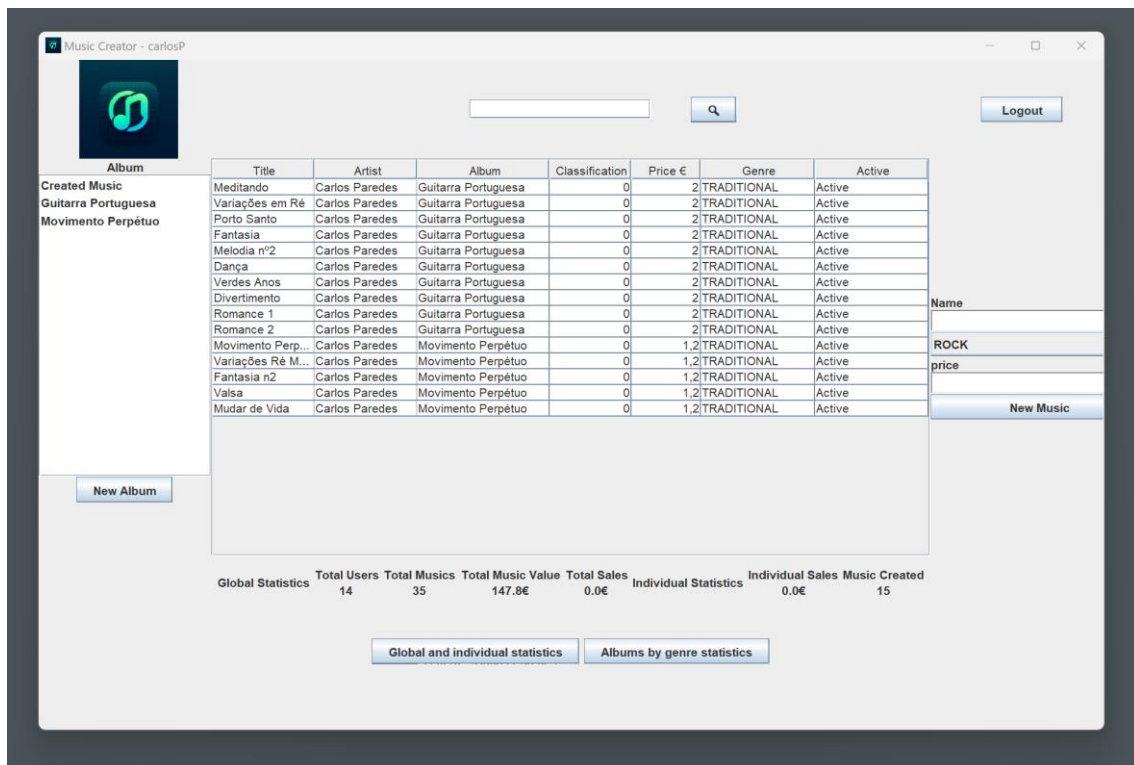 Music Creator - carlosP
Logout
Album
Created Music
Guitarra Portuguesa
Movimento Perpétuo
New Album
Title Artist Album Classification Price € Genre Active
Meditando Carlos Paredes Guitarra Portuguesa 0 2 TRADITIONAL Active
Variações em Ré Carlos Paredes Guitarra Portuguesa 0 2 TRADITIONAL Active
Porto Santo Carlos Paredes Guitarra Portuguesa 0 2 TRADITIONAL Active
Fantasia Carlos Paredes Guitarra Portuguesa 0 2 TRADITIONAL Active
Melodia nº2 Carlos Paredes Guitarra Portuguesa 0 2 TRADITIONAL Active
Dança Carlos Paredes Guitarra Portuguesa 0 2 TRADITIONAL Active
Verdes Anos Carlos Paredes Guitarra Portuguesa 0 2 TRADITIONAL Active
Divertimento Carlos Paredes Guitarra Portuguesa 0 2 TRADITIONAL Active
Romance 1 Carlos Paredes Guitarra Portuguesa 0 2 TRADITIONAL Active
Romance 2 Carlos Paredes Guitarra Portuguesa 0 2 TRADITIONAL Active
Movimento Perp... Carlos Paredes Movimento Perpétuo 0 1,2 TRADITIONAL Active
Variações Ré M... Carlos Paredes Movimento Perpétuo 0 1,2 TRADITIONAL Active
Fantasia n2 Carlos Paredes Movimento Perpétuo 0 1,2 TRADITIONAL Active
Valsa Carlos Paredes Movimento Perpétuo 0 1,2 TRADITIONAL Active
Mudar de Vida Carlos Paredes Movimento Perpétuo 0 1,2 TRADITIONAL Active
Name
ROCK
price
New Music
Global Statistics Total Users Total Musics Total Music Value Total Sales Individual Statistics Individual Sales Music Created
14 35 147.8€ 0.0€ 0.0€ 15
Global and individual statistics Albums by genre statistics